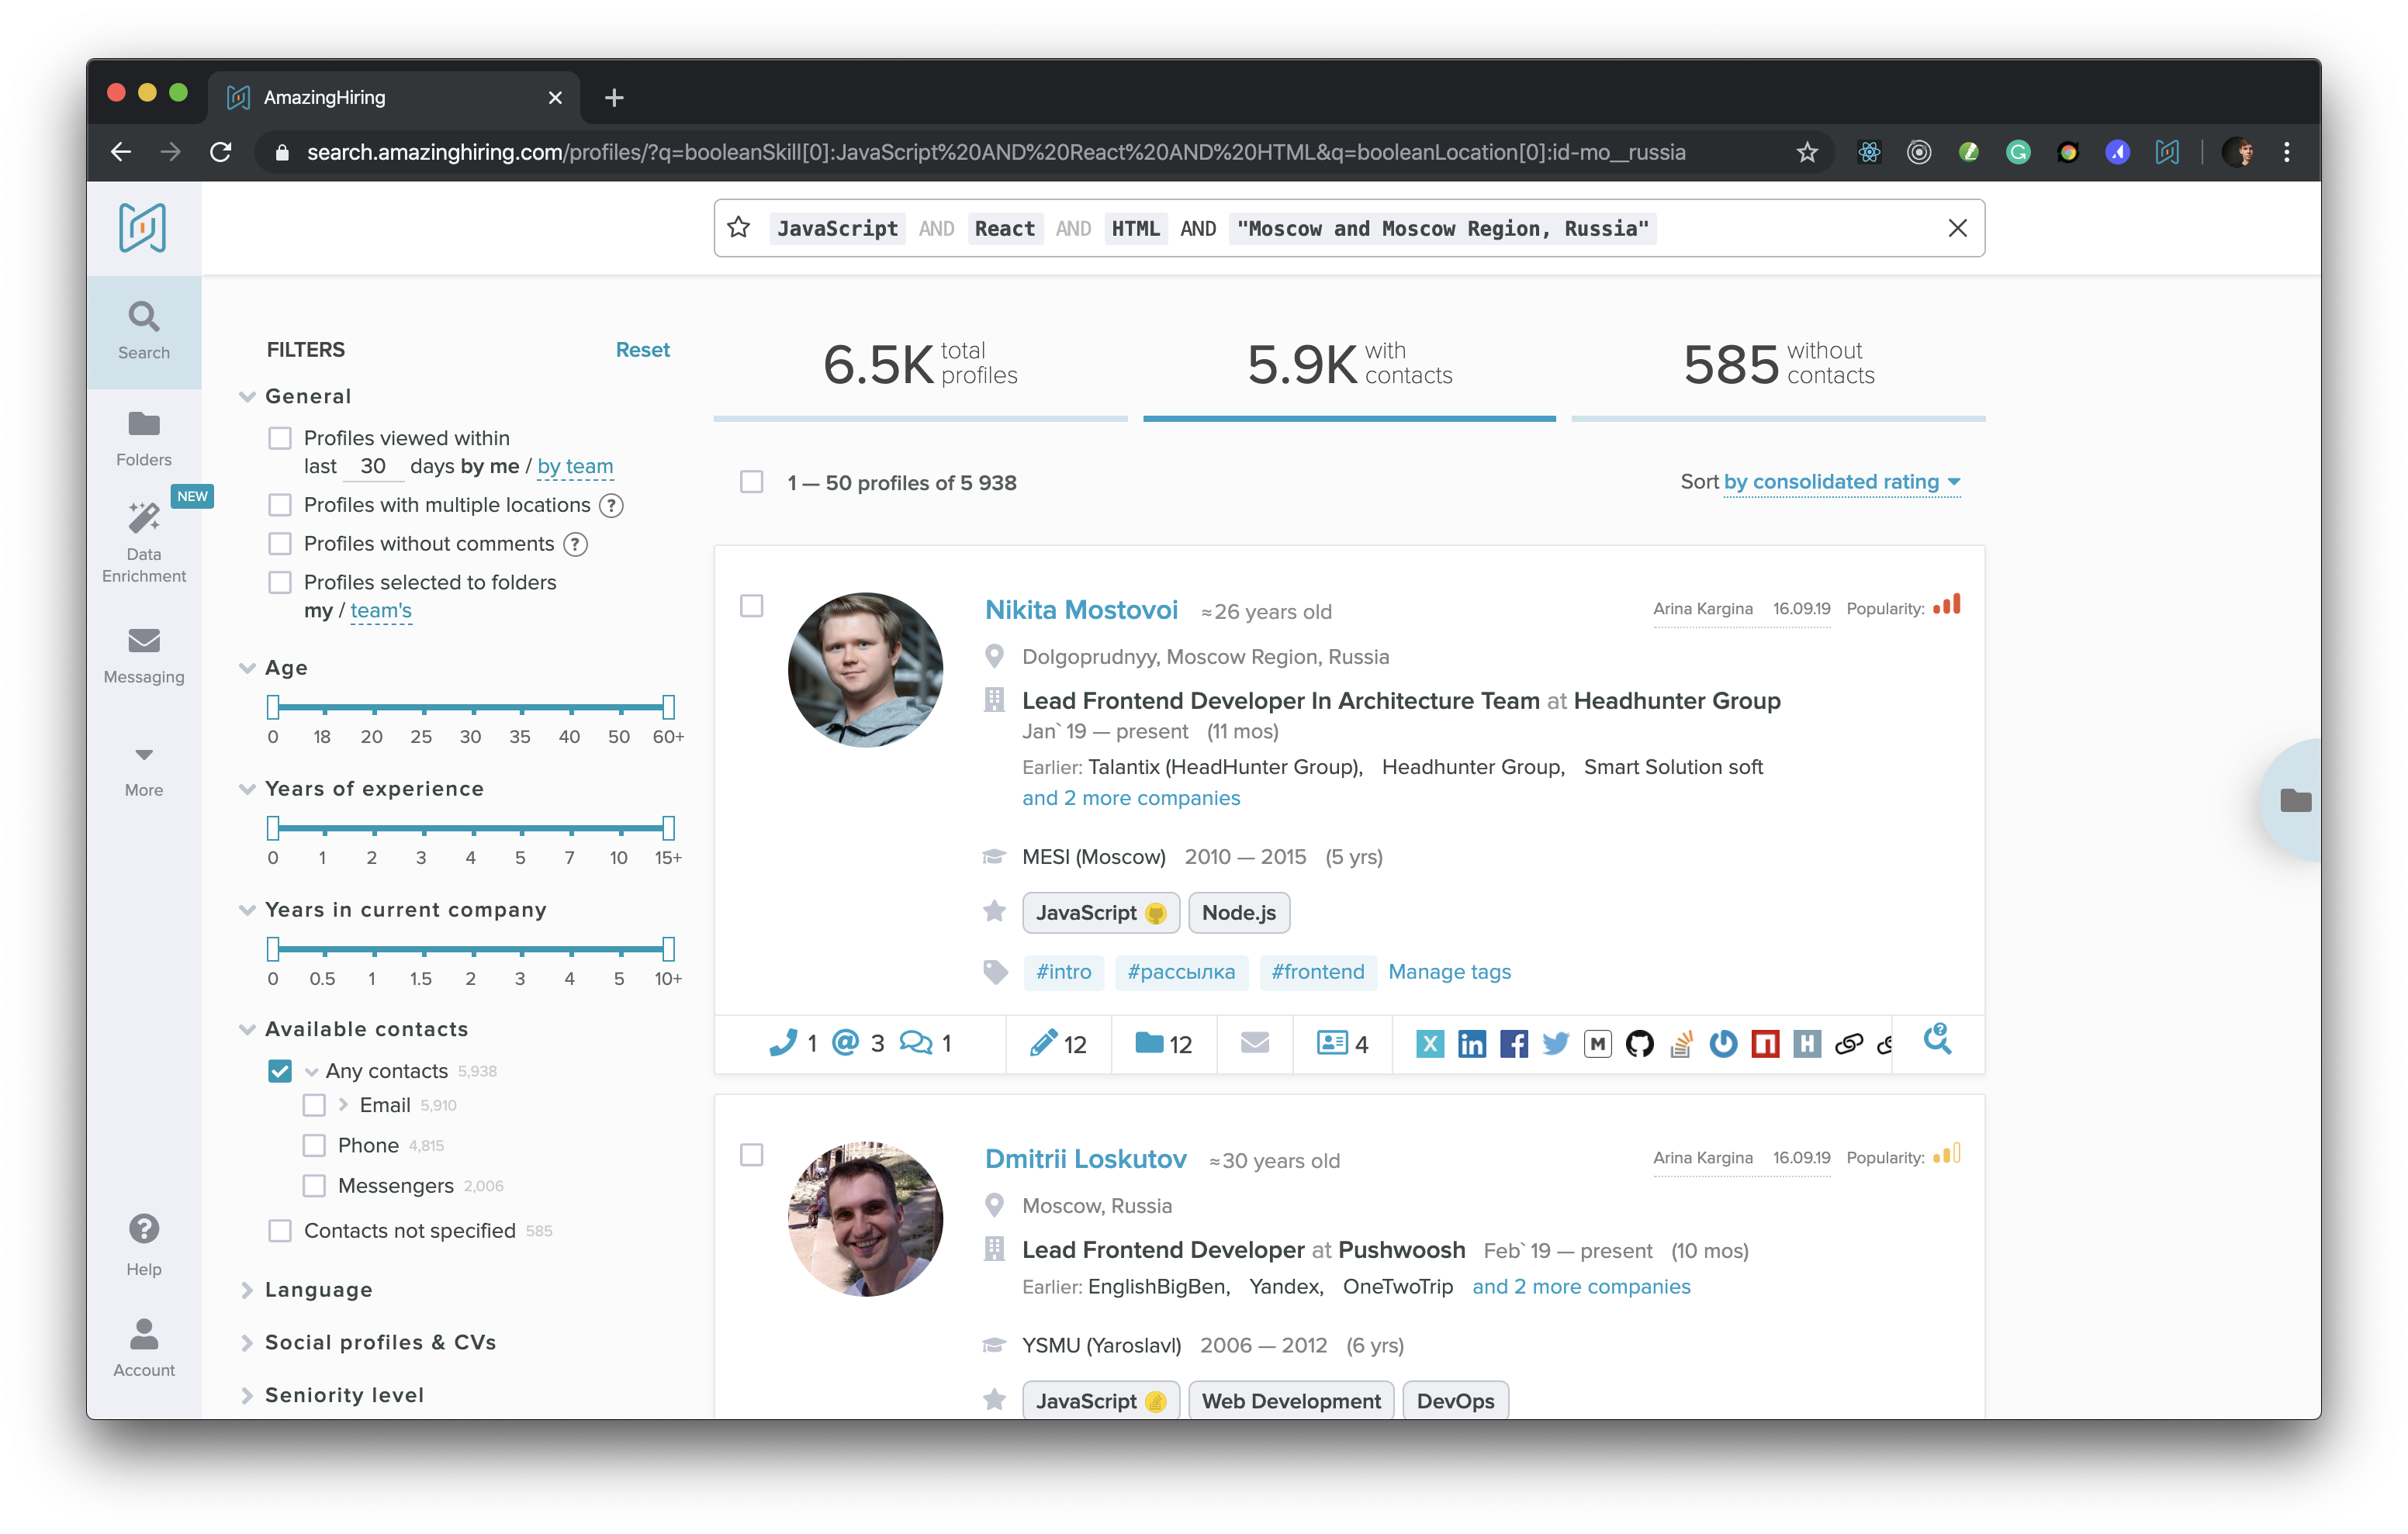 AmazingHiring
search.amazinghiring.com/profiles/?q=booleanSkill[0]:JavaScript%20AND%20React%20AND%20HTML&q=booleanLocation[0]:id-mo__russia
JavaScript AND React AND HTML AND "Moscow and Moscow Region, Russia"
Search
Folders
NEW
Data
Enrichment
Messaging
More
Help
Account
FILTERS Reset
General
Profiles viewed within
last 30 days by me / by team
Profiles with multiple locations ?
Profiles without comments ?
Profiles selected to folders
my / team's
Age
0 18 20 25 30 35 40 50 60+
Years of experience
0 1 2 3 4 5 7 10 15+
Years in current company
0 0.5 1 1.5 2 3 4 5 10+
Available contacts
Any contacts 5,938
Email 5,910
Phone 4,815
Messengers 2,006
Contacts not specified 585
Language
Social profiles & CVs
Seniority level
6.5K total profiles
5.9K with contacts
585 without contacts
1 — 50 profiles of 5 938
Sort by consolidated rating
Nikita Mostovoi ≈26 years old
Arina Kargina 16.09.19 Popularity:
Dolgoprudnyy, Moscow Region, Russia
Lead Frontend Developer In Architecture Team at Headhunter Group
Jan` 19 — present (11 mos)
Earlier: Talantix (HeadHunter Group), Headhunter Group, Smart Solution soft
and 2 more companies
MESI (Moscow) 2010 — 2015 (5 yrs)
JavaScript Node.js
#intro #рассылка #frontend Manage tags
1 3 1 12 12 4
Dmitrii Loskutov ≈30 years old
Arina Kargina 16.09.19 Popularity:
Moscow, Russia
Lead Frontend Developer at Pushwoosh Feb` 19 — present (10 mos)
Earlier: EnglishBigBen, Yandex, OneTwoTrip and 2 more companies
YSMU (Yaroslavl) 2006 — 2012 (6 yrs)
JavaScript Web Development DevOps